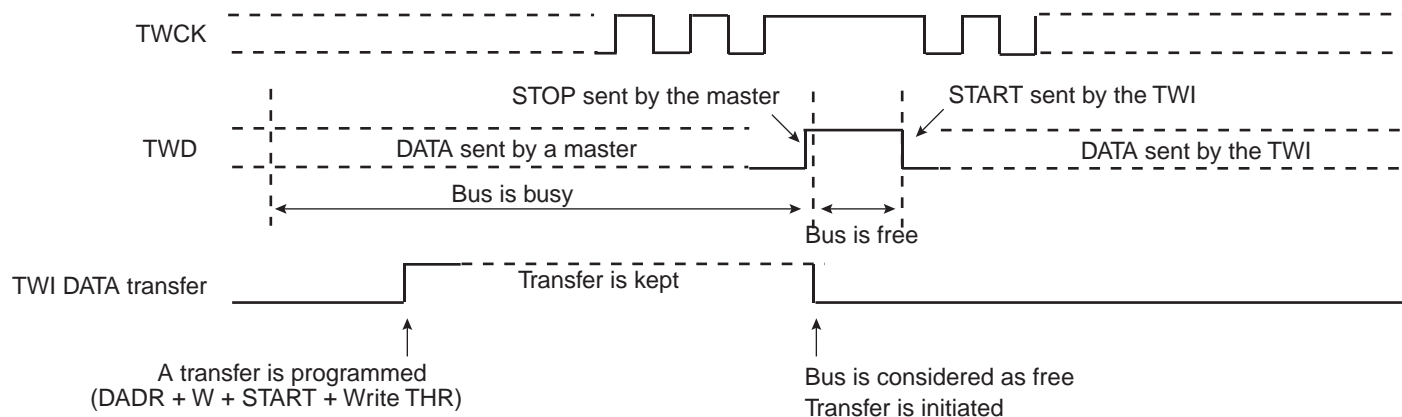 TWCK
STOP sent by the master
START sent by the TWI
TWD
DATA sent by a master
DATA sent by the TWI
Bus is busy
Bus is free
TWI DATA transfer
Transfer is kept
A transfer is programmed
(DADR + W + START + Write THR)
Bus is considered as free
Transfer is initiated